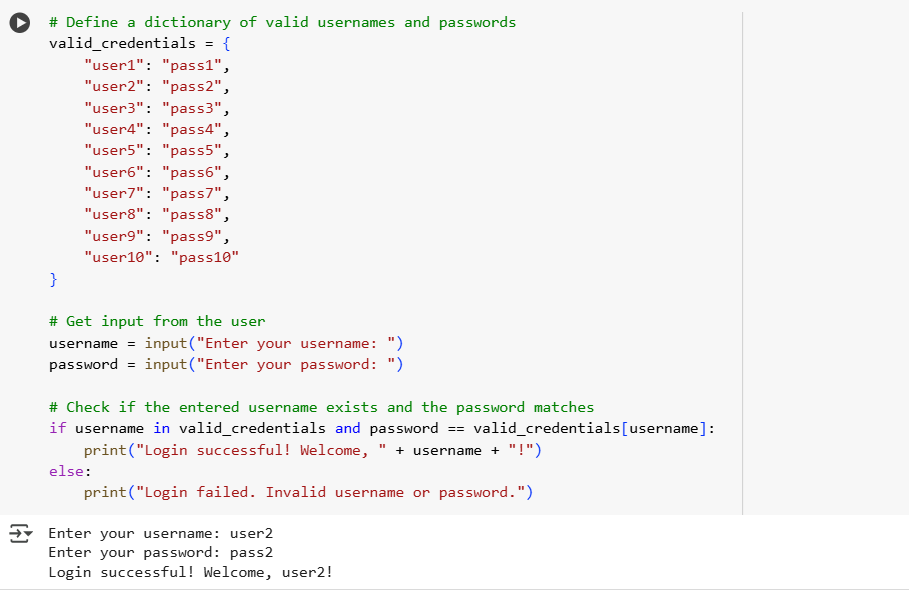 # Define a dictionary of valid usernames and passwords
valid_credentials = {
    "user1": "pass1",
    "user2": "pass2",
    "user3": "pass3",
    "user4": "pass4",
    "user5": "pass5",
    "user6": "pass6",
    "user7": "pass7",
    "user8": "pass8",
    "user9": "pass9",
    "user10": "pass10"
}

# Get input from the user
username = input("Enter your username: ")
password = input("Enter your password: ")

# Check if the entered username exists and the password matches
if username in valid_credentials and password == valid_credentials[username]:
    print("Login successful! Welcome, " + username + "!")
else:
    print("Login failed. Invalid username or password.")
Enter your username: user2
Enter your password: pass2
Login successful! Welcome, user2!